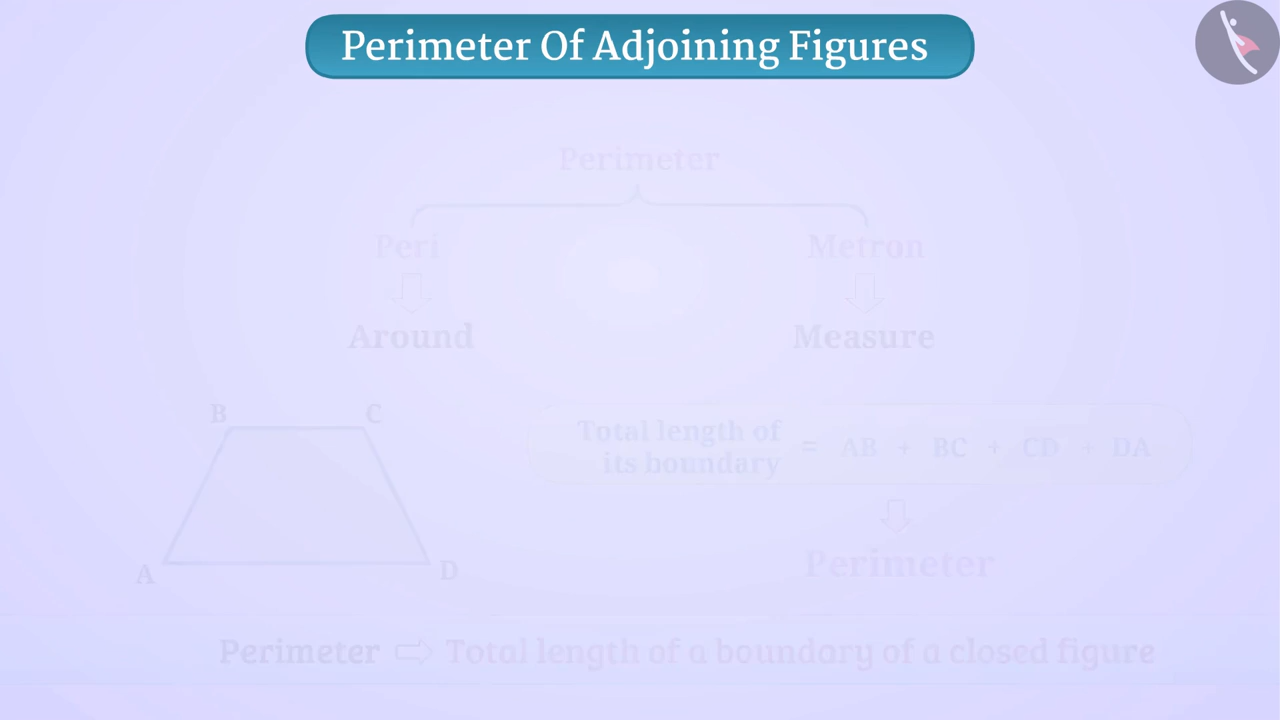 Perimeter Of Adjoining Figures
Perimeter
Peri Metron
Around Measure
B C
Total length of
its boundary = AB + BC + CD + DA
A D
Perimeter
Perimeter ⇨ Total length of a boundary of a closed figure